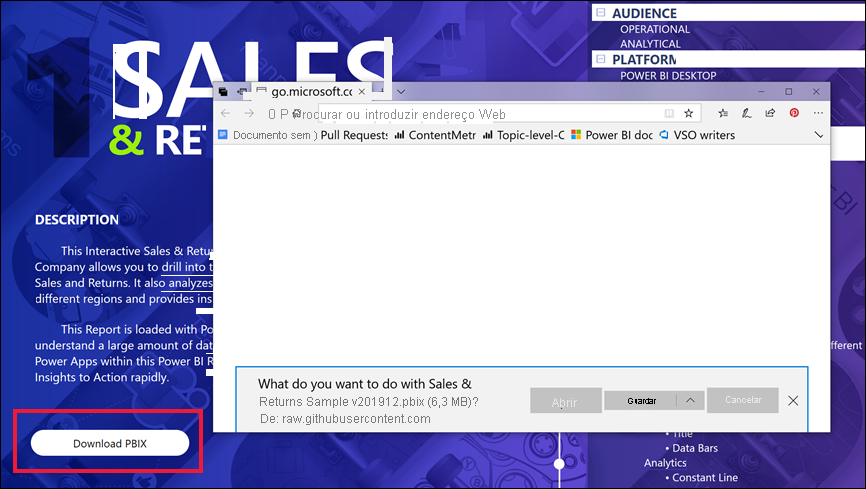 1 SALES
& RE
AUDIENCE
OPERATIONAL
ANALYTICAL
PLATFORM
POWER BI DESKTOP
go.microsoft.cc
Procurar ou introduzir endereço Web
Documento sem ) Pull Requests ContentMetr Topic-level-C Power BI doc VSO writers
DESCRIPTION
This Interactive Sales & Retur
Company allows you to drill into t
Sales and Returns. It also analyzes
different regions and provides ins
This Report is loaded with Po
understand a large amount of dat
Power Apps within this Power BI R
Insights to Action rapidly.
Download PBIX
What do you want to do with Sales &
Returns Sample v201912.pbix (6,3 MB)?
De: raw.githubusercontent.com
Abrir
Guardar
Cancelar
ifferent
Title
• Data Bars
Analytics
• Constant Line